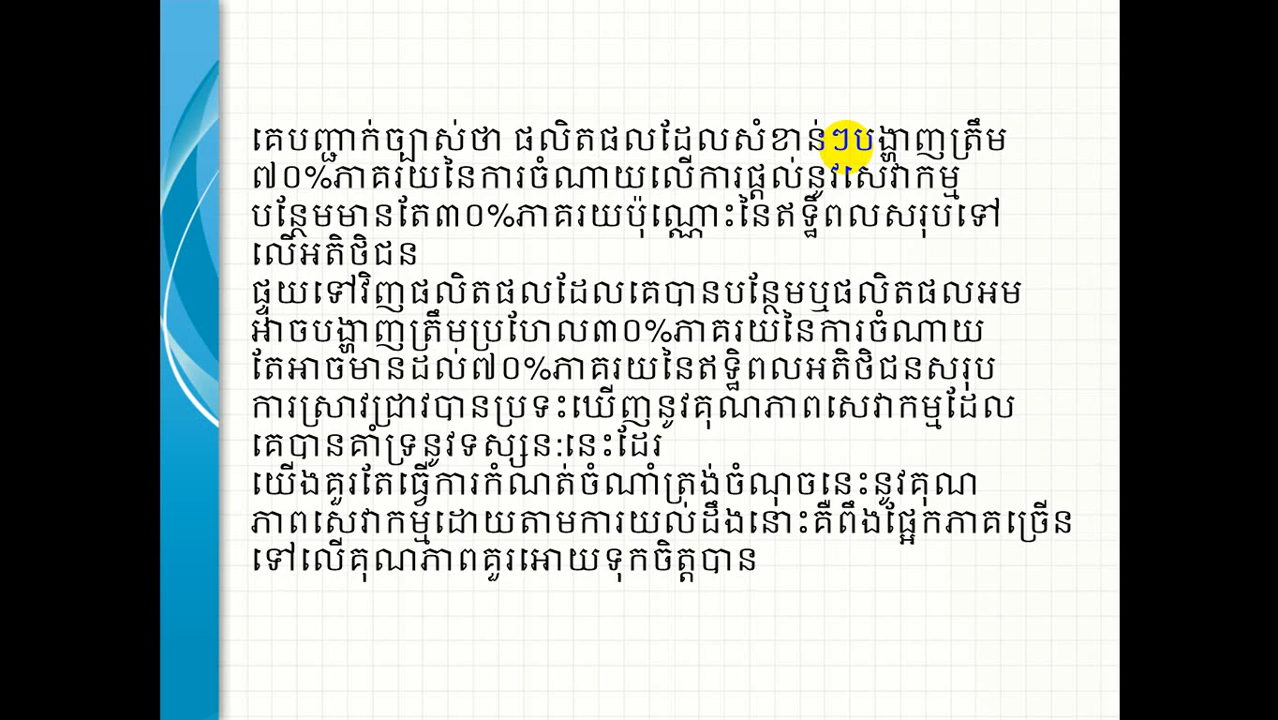 គេបញ្ជាក់ច្បាស់ថា ផលិតផលដែលសំខាន់ៗបង្ហាញត្រឹម
៧០%ភាគរយនៃការចំណាយលើការផ្តល់នូវសេវាកម្ម
បន្ថែមមានតែ៣០%ភាគរយប៉ុណ្ណោះនៃឥទ្ឋិពលសរុបទៅ
លើអតិថិជន
ផ្ទុយទៅវិញផលិតផលដែលគេបានបន្ថែមឬផលិតផលអម
អាចបង្ហាញត្រឹមប្រហែល៣០%ភាគរយនៃការចំណាយ
តែអាចមានដល់៧០%ភាគរយនៃឥទ្ឋិពលអតិថិជនសរុប
ការស្រាវជ្រាវបានប្រទះឃើញនូវគុណភាពសេវាកម្មដែល
គេបានគាំទ្រនូវទស្សន:នេះដែរ
យើងគួរតែធ្វើការកំណត់ចំណាំត្រង់ចំណុចនេះនូវគុណ
ភាពសេវាកម្មដោយតាមការយល់ដឹងនោះគឺពឹងផ្អែកភាគច្រើន
ទៅលើគុណភាពគួរអោយទុកចិត្តបាន